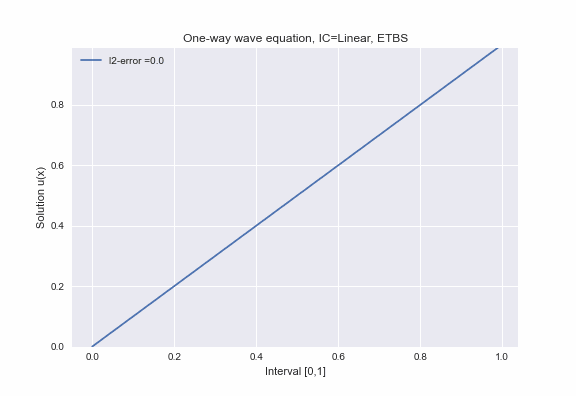 One-way wave equation, IC=Linear, ETBS
l2-error =0.0
Solution u(x)
0.8
0.6
0.4
0.2
0.0
0.0 0.2 0.4 0.6 0.8 1.0
Interval [0,1]